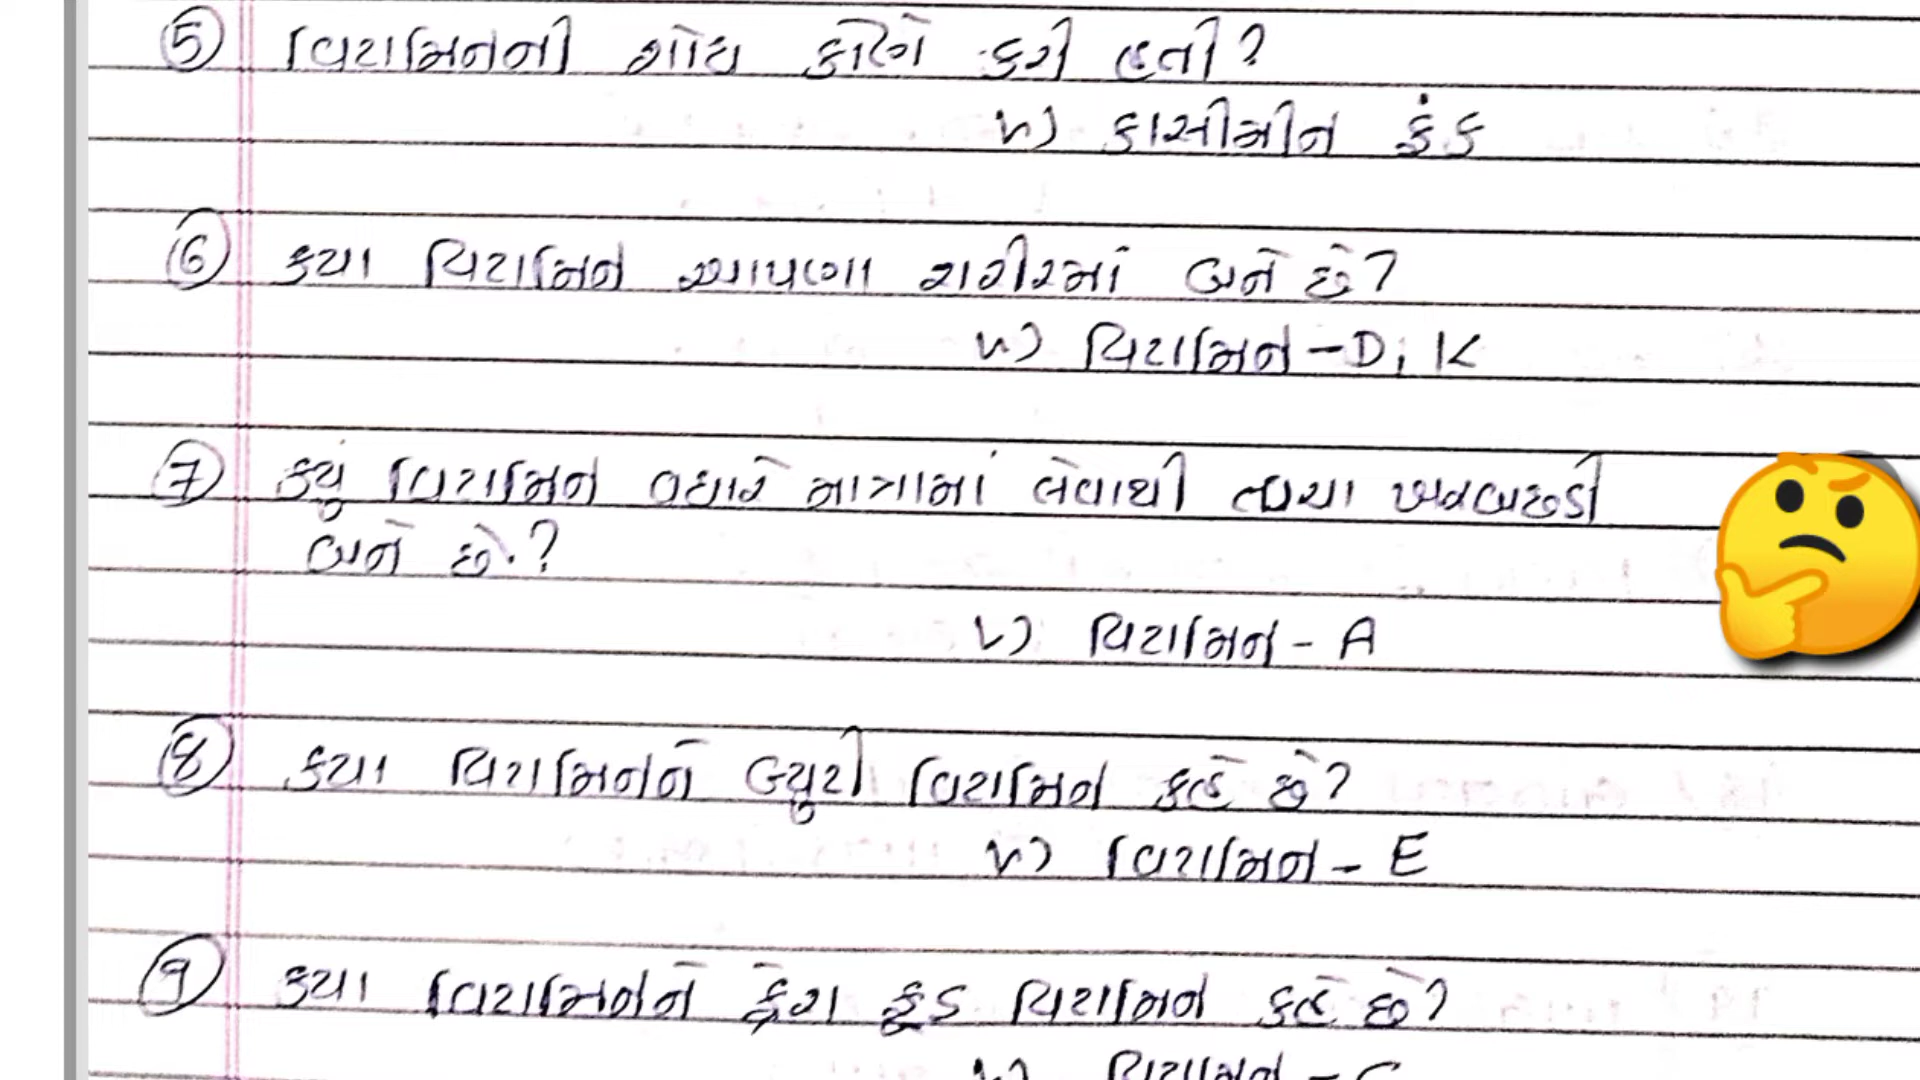 5 વિટામિનની શોધ કોણે કરી હતી?
જ) કાસીમીન ફંક
6 કયા વિટામિન આપણા શરીરમાં બને છે?
જ) વિટામિન - D, K
7 કયું વિટામિન વધારે માત્રામાં લેવાથી ત્વચા ખરબછડી
બને છે.?
જ) વિટામિન - A
8 કયા વિટામિનને બ્યુટી વિટામિન કહે છે?
જ) વિટામિન - E
9 કયા વિટામિનને ફ્રેશ ફૂડ વિટામિન કહે છે?
જ) વિટામિન - C